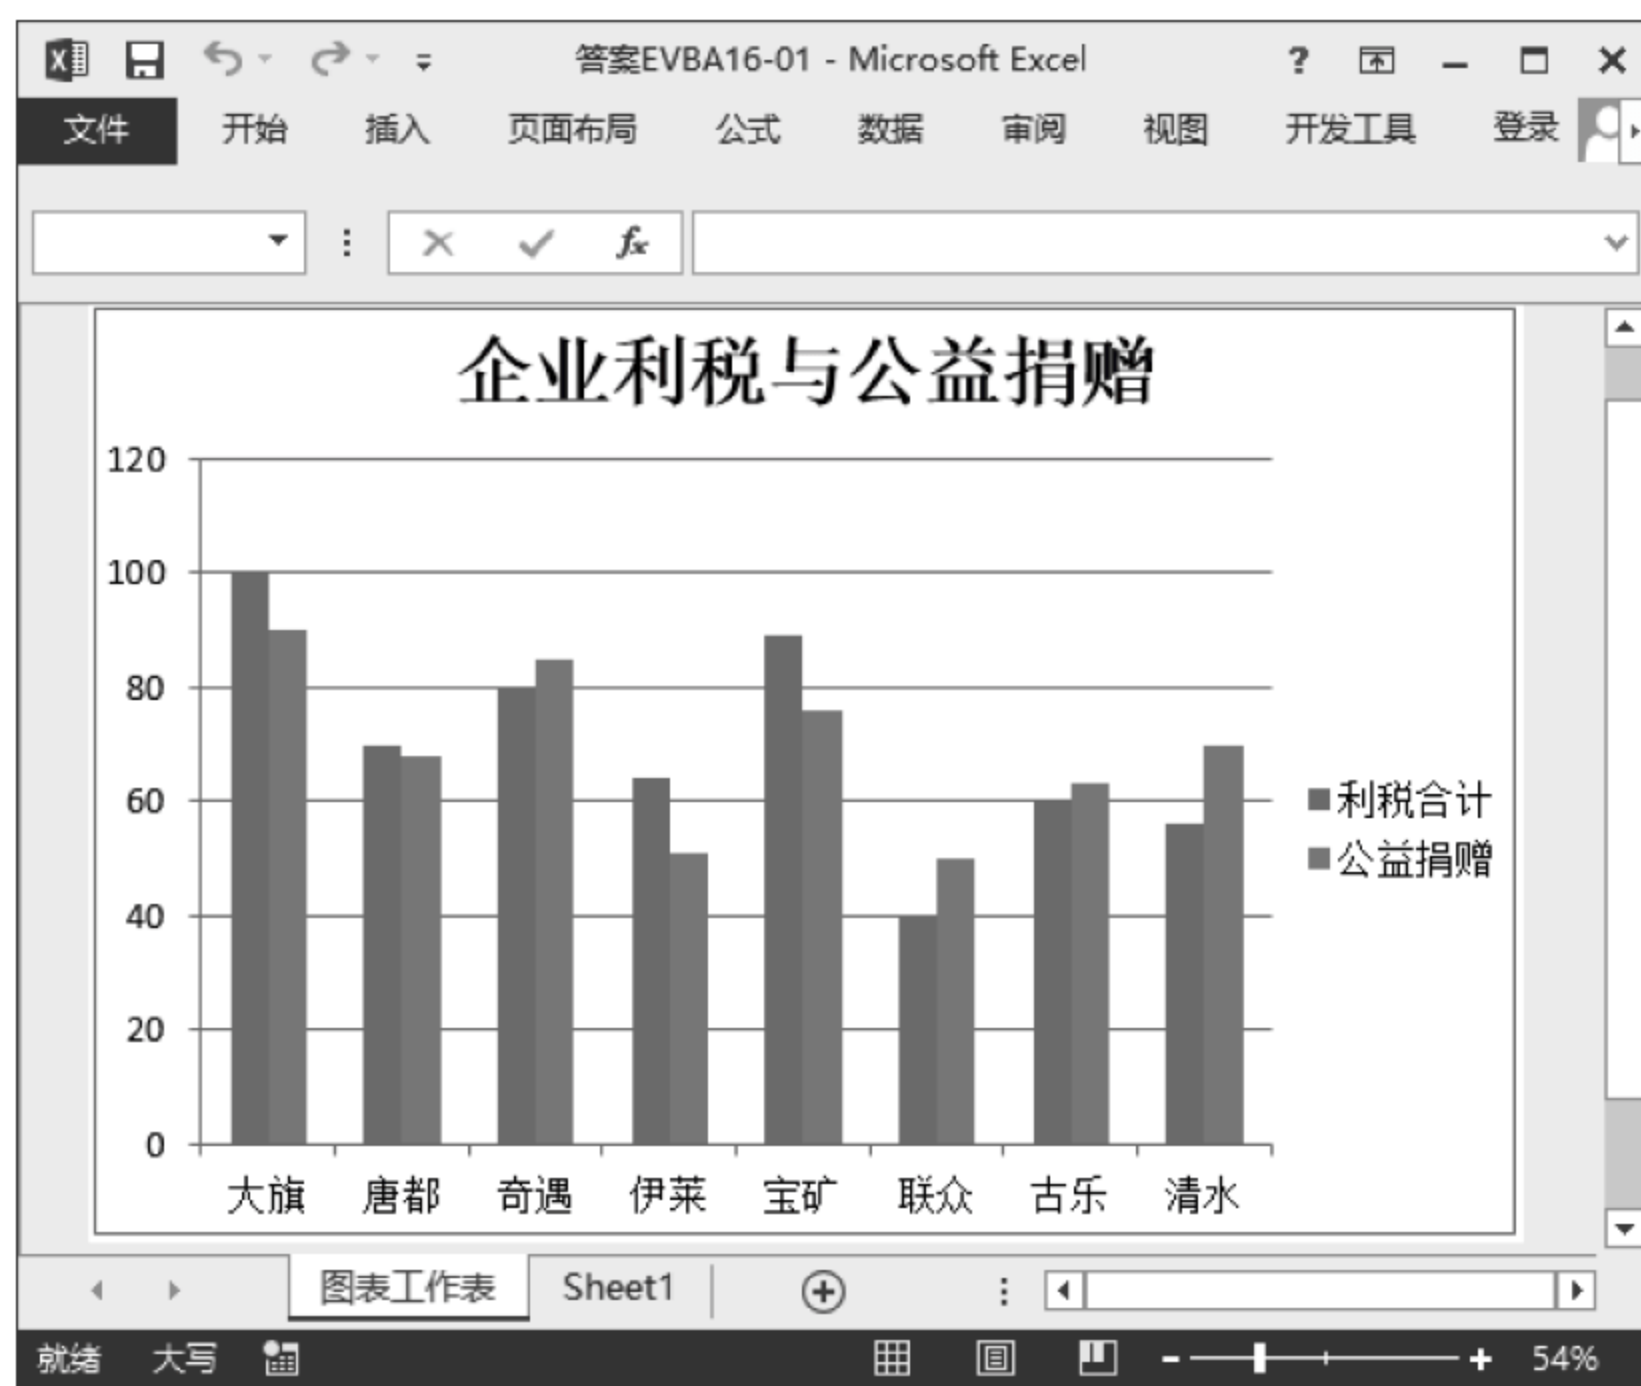 答案EVBA16-01 - Microsoft Excel
文件 开始 插入 页面布局 公式 数据 审阅 视图 开发工具 登录
fx
企业利税与公益捐赠
120
100
80
60
40
20
0
利税合计
公益捐赠
大旗 唐都 奇遇 伊莱 宝矿 联众 古乐 清水
图表工作表 Sheet1
就绪 大写 54%